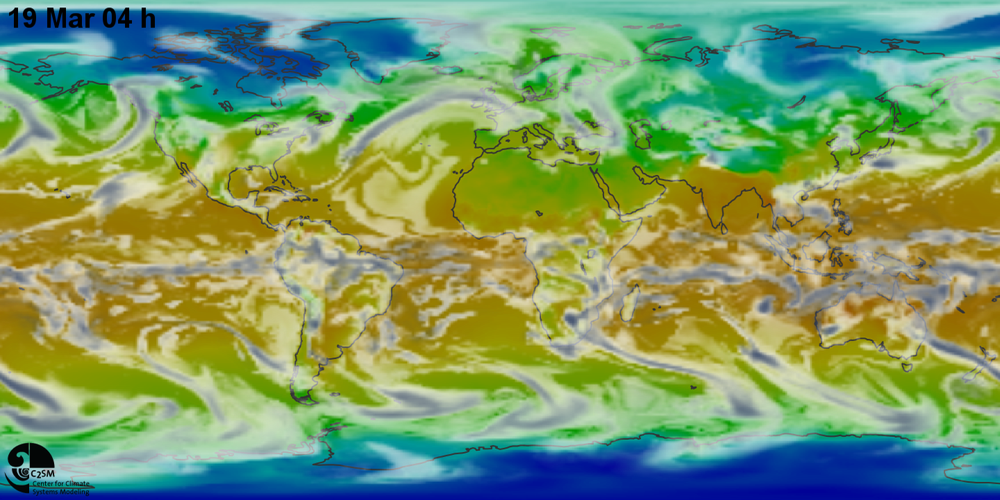 19 Mar 04 h
C2SM
Center for Climate
Systems Modeling